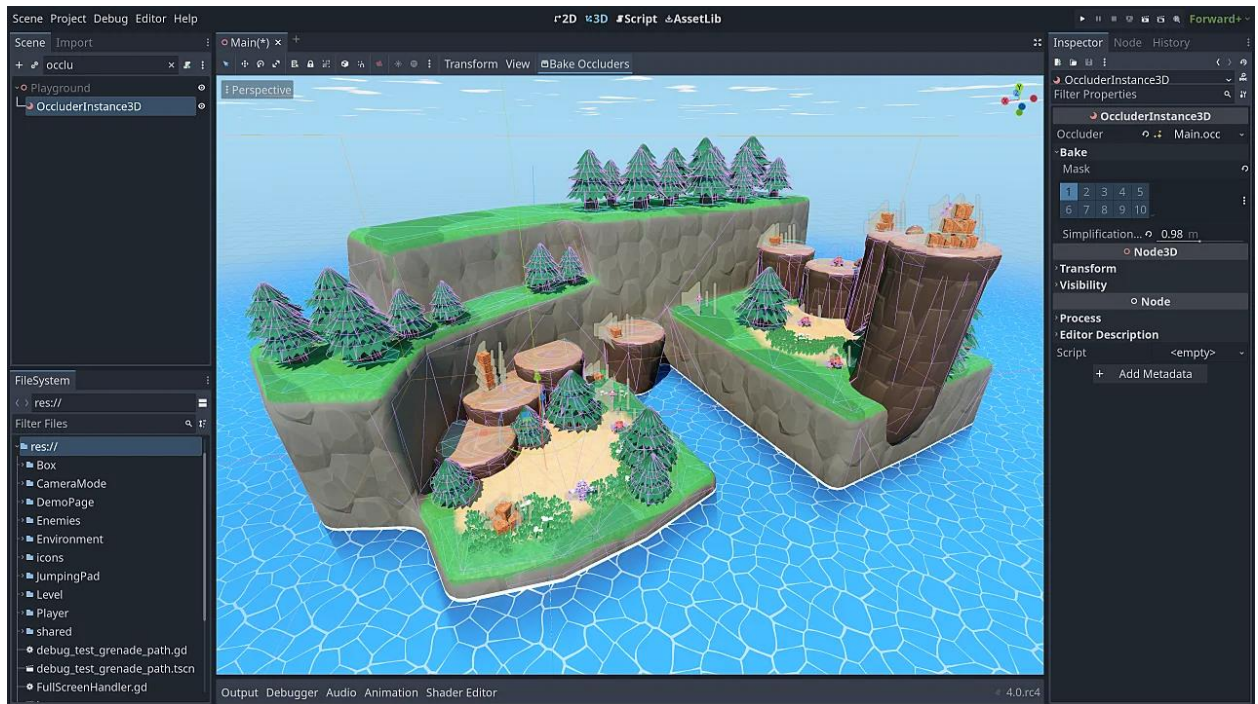 Scene Project Debug Editor Help
2D 3D Script AssetLib
Forward+
Scene Import
occlu
Playground
OccluderInstance3D
FileSystem
res://
Filter Files
res://
Box
CameraMode
DemoPage
Enemies
Environment
icons
JumpingPad
Level
Player
shared
debug_test_grenade_path.gd
debug_test_grenade_path.tscn
FullScreenHandler.gd
Main(*)
Transform View Bake Occluders
Perspective
Y
Output Debugger Audio Animation Shader Editor
4.0.rc4
Inspector Node History
OccluderInstance3D
Filter Properties
OccluderInstance3D
Occluder Main.occ
Bake
Mask
1 2 3 4 5
6 7 8 9 10
Simplification... 0.98 m
Node3D
Transform
Visibility
Node
Process
Editor Description
Script <empty>
+ Add Metadata